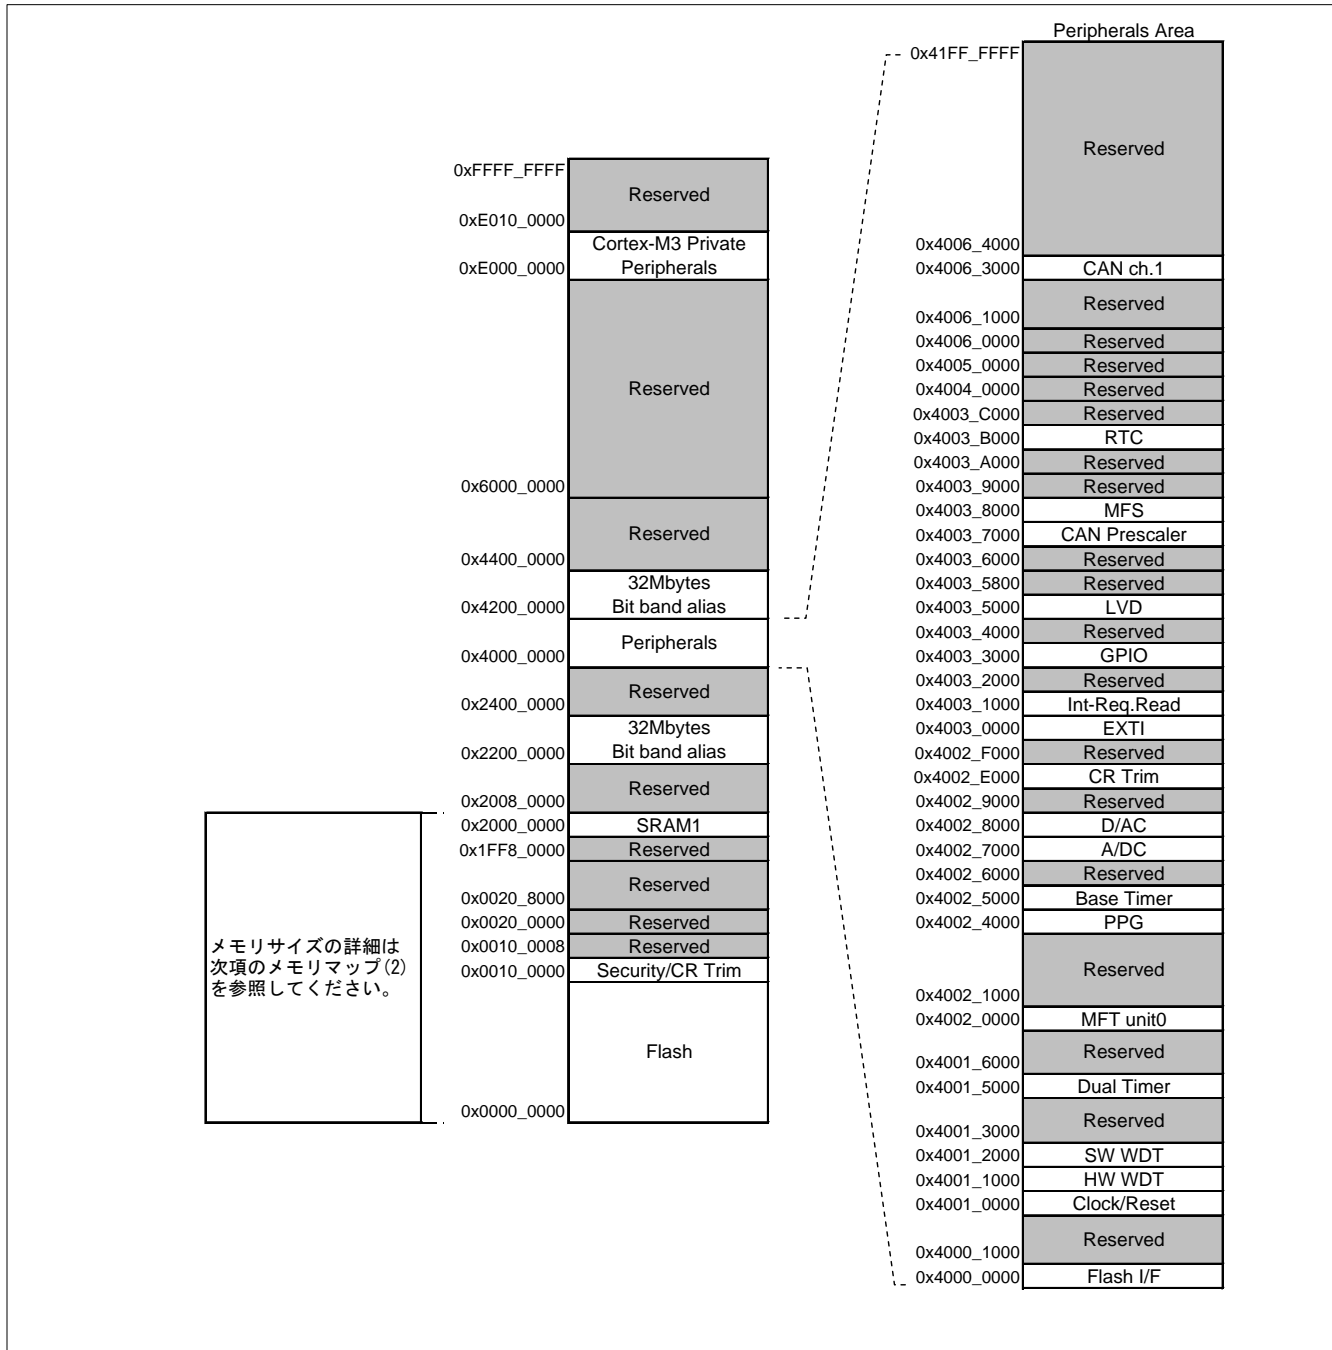 メモリサイズの詳細は
次項のメモリマップ(2)
を参照してください。
0xFFFF_FFFF
Reserved
0xE010_0000
Cortex-M3 Private
0xE000_0000 Peripherals
Reserved
0x6000_0000
Reserved
0x4400_0000
32Mbytes
0x4200_0000 Bit band alias
Peripherals
0x4000_0000
Reserved
0x2400_0000
32Mbytes
0x2200_0000 Bit band alias
Reserved
0x2008_0000
0x2000_0000 SRAM1
0x1FF8_0000 Reserved
Reserved
0x0020_8000
0x0020_0000 Reserved
0x0010_0008 Reserved
0x0010_0000 Security/CR Trim
Flash
0x0000_0000
Peripherals Area
0x41FF_FFFF
Reserved
0x4006_4000
0x4006_3000 CAN ch.1
Reserved
0x4006_1000
0x4006_0000 Reserved
0x4005_0000 Reserved
0x4004_0000 Reserved
0x4003_C000 Reserved
0x4003_B000 RTC
0x4003_A000 Reserved
0x4003_9000 Reserved
0x4003_8000 MFS
0x4003_7000 CAN Prescaler
0x4003_6000 Reserved
0x4003_5800 Reserved
0x4003_5000 LVD
0x4003_4000 Reserved
0x4003_3000 GPIO
0x4003_2000 Reserved
0x4003_1000 Int-Req.Read
0x4003_0000 EXTI
0x4002_F000 Reserved
0x4002_E000 CR Trim
0x4002_9000 Reserved
0x4002_8000 D/AC
0x4002_7000 A/DC
0x4002_6000 Reserved
0x4002_5000 Base Timer
0x4002_4000 PPG
Reserved
0x4002_1000
0x4002_0000 MFT unit0
Reserved
0x4001_6000
0x4001_5000 Dual Timer
Reserved
0x4001_3000
0x4001_2000 SW WDT
0x4001_1000 HW WDT
0x4001_0000 Clock/Reset
Reserved
0x4000_1000
0x4000_0000 Flash I/F